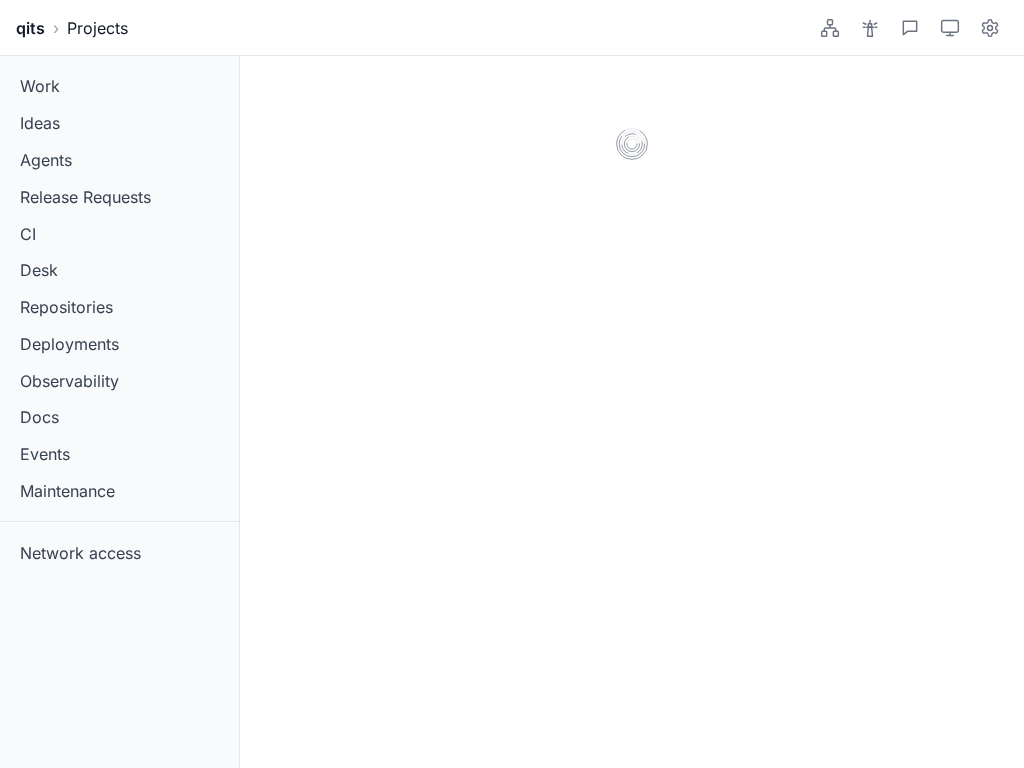 qits › Projects
Work
Ideas
Agents
Release Requests
CI
Desk
Repositories
Deployments
Observability
Docs
Events
Maintenance
Network access